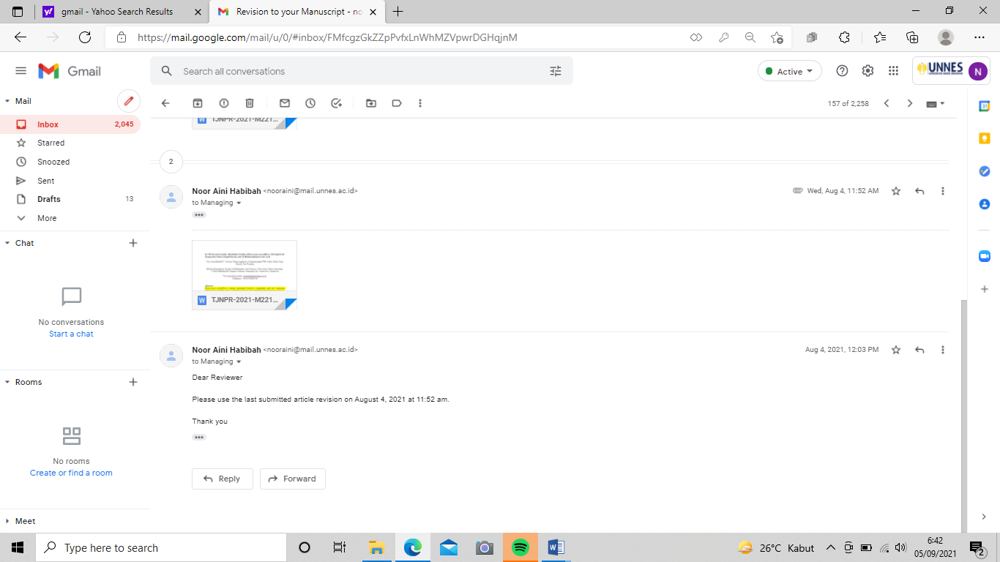 gmail - Yahoo Search Results
Revision to your Manuscript - no
https://mail.google.com/mail/u/0/#inbox/FMfcgzGkZZpPvfxLnWhMZVpwrDGHqjnM
Gmail
Search all conversations
Active
UNNES
N
Mail
157 of 2,258
Inbox 2,045
Starred
Snoozed
Sent
Drafts 13
More
Chat
No conversations
Start a chat
Rooms
No rooms
Create or find a room
Meet
TJNPR-2021-M221...
2
Noor Aini Habibah <nooraini@mail.unnes.ac.id>
Wed, Aug 4, 11:52 AM
to Managing
TJNPR-2021-M221...
Noor Aini Habibah <nooraini@mail.unnes.ac.id>
Aug 4, 2021, 12:03 PM
to Managing
Dear Reviewer
Please use the last submitted article revision on August 4, 2021 at 11:52 am.
Thank you
Reply
Forward
Type here to search
26°C Kabut
6:42
05/09/2021
2